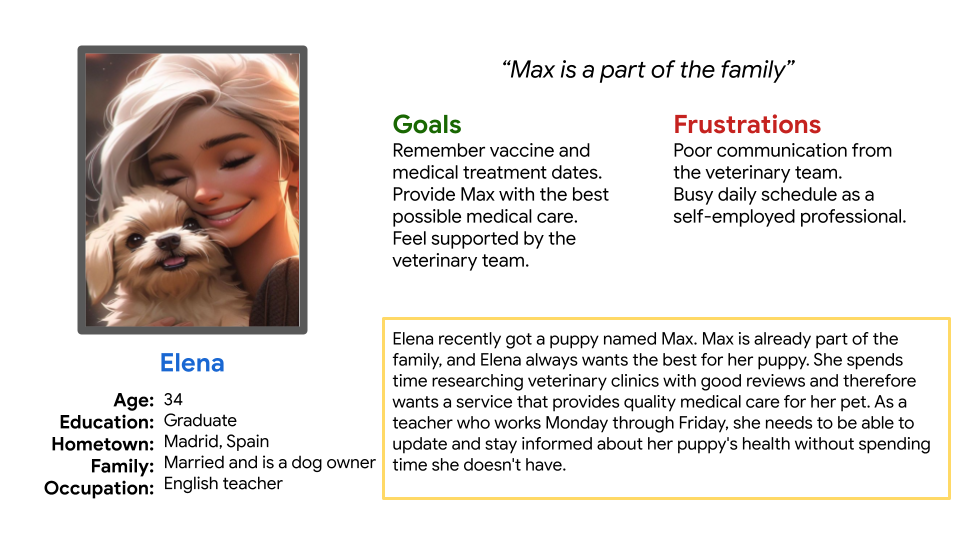 “Max is a part of the family”
Goals
Remember vaccine and
medical treatment dates.
Provide Max with the best
possible medical care.
Feel supported by the
veterinary team.
Frustrations
Poor communication from
the veterinary team.
Busy daily schedule as a
self-employed professional.
Elena
Age: 34
Education: Graduate
Hometown: Madrid, Spain
Family: Married and is a dog owner
Occupation: English teacher
Elena recently got a puppy named Max. Max is already part of the
family, and Elena always wants the best for her puppy. She spends
time researching veterinary clinics with good reviews and therefore
wants a service that provides quality medical care for her pet. As a
teacher who works Monday through Friday, she needs to be able to
update and stay informed about her puppy's health without spending
time she doesn't have.